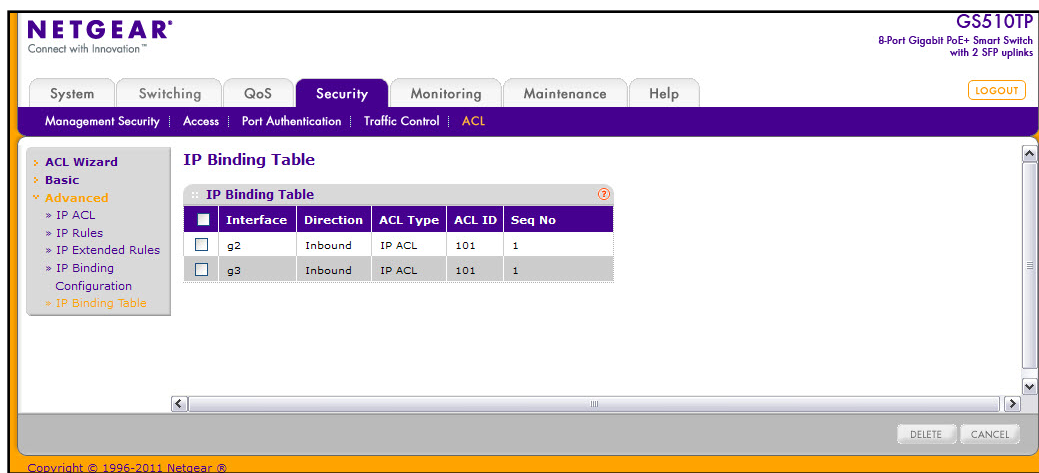 NETGEAR®
Connect with Innovation™
GS510TP
8-Port Gigabit PoE+ Smart Switch
with 2 SFP uplinks
System Switching QoS Security Monitoring Maintenance Help LOGOUT
Management Security Access Port Authentication Traffic Control ACL
ACL Wizard
Basic
Advanced
» IP ACL
» IP Rules
» IP Extended Rules
» IP Binding
Configuration
» IP Binding Table
IP Binding Table
IP Binding Table ?
Interface Direction ACL Type ACL ID Seq No
g2 Inbound IP ACL 101 1
g3 Inbound IP ACL 101 1
DELETE CANCEL
Copyright © 1996-2011 Netgear ®